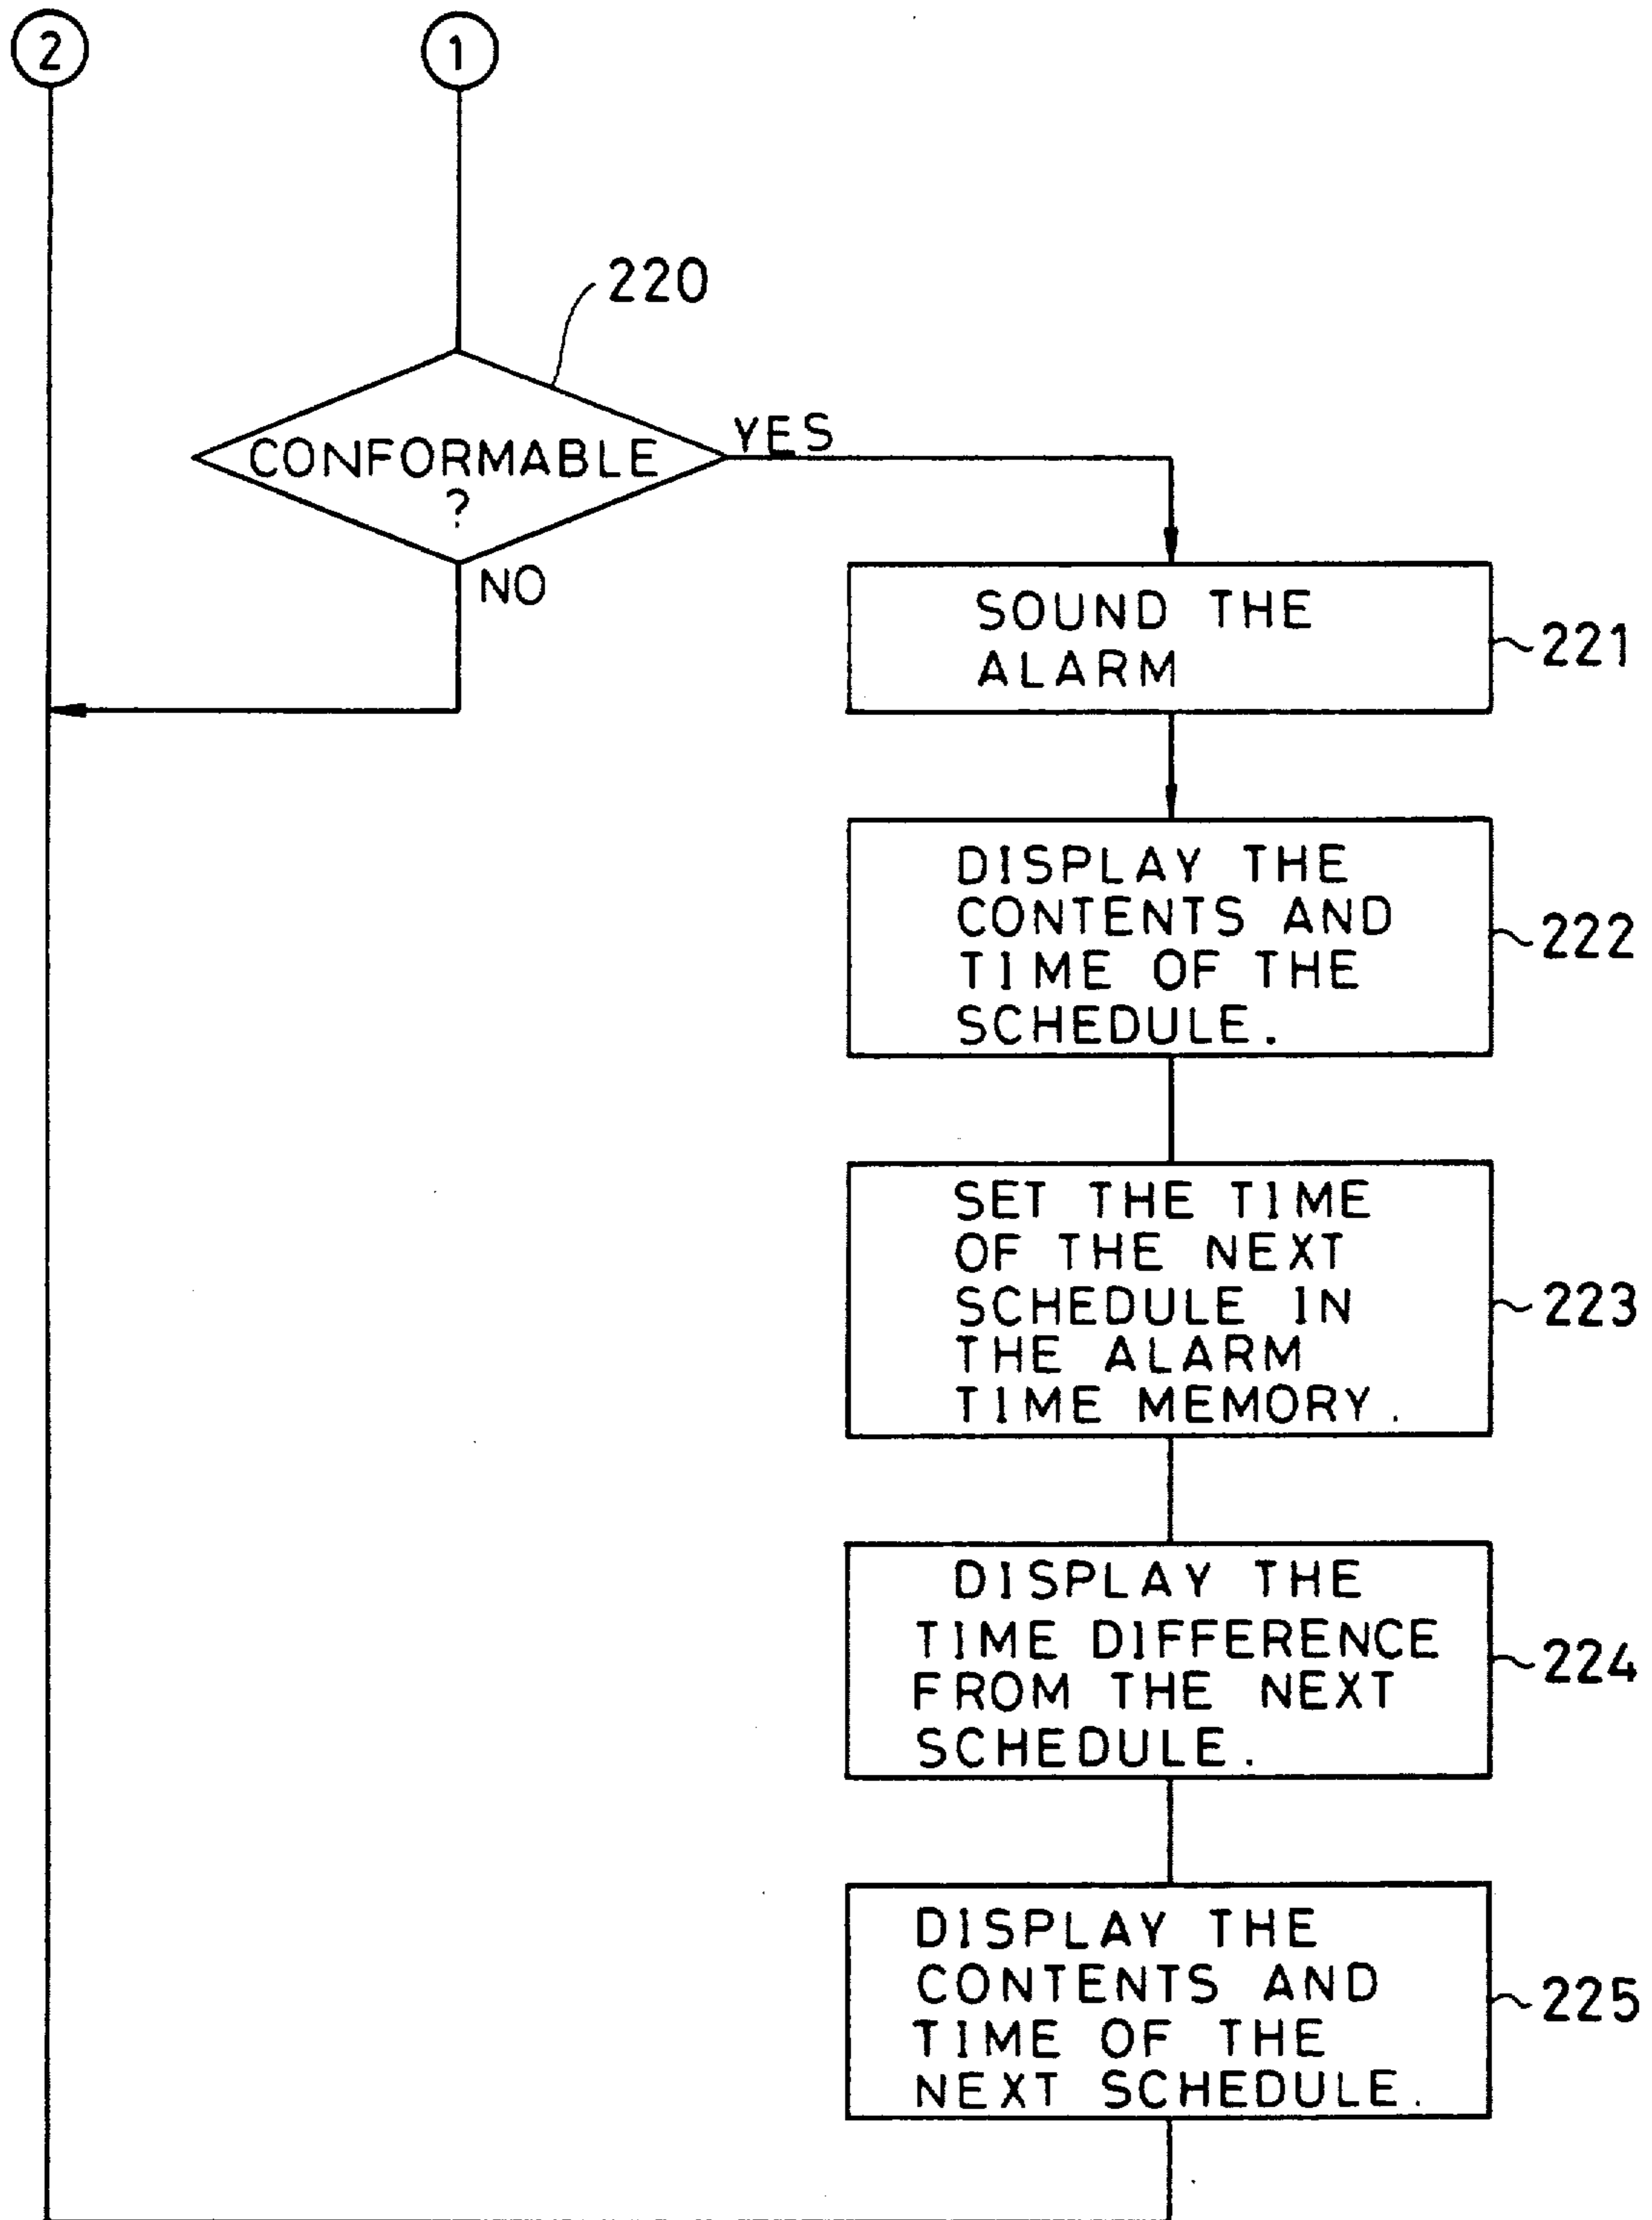 2
1
220
CONFORMABLE
?
YES
NO
SOUND THE
ALARM
221
DISPLAY THE
CONTENTS AND
TIME OF THE
SCHEDULE.
222
SET THE TIME
OF THE NEXT
SCHEDULE IN
THE ALARM
TIME MEMORY.
223
DISPLAY THE
TIME DIFFERENCE
FROM THE NEXT
SCHEDULE.
224
DISPLAY THE
CONTENTS AND
TIME OF THE
NEXT SCHEDULE.
225